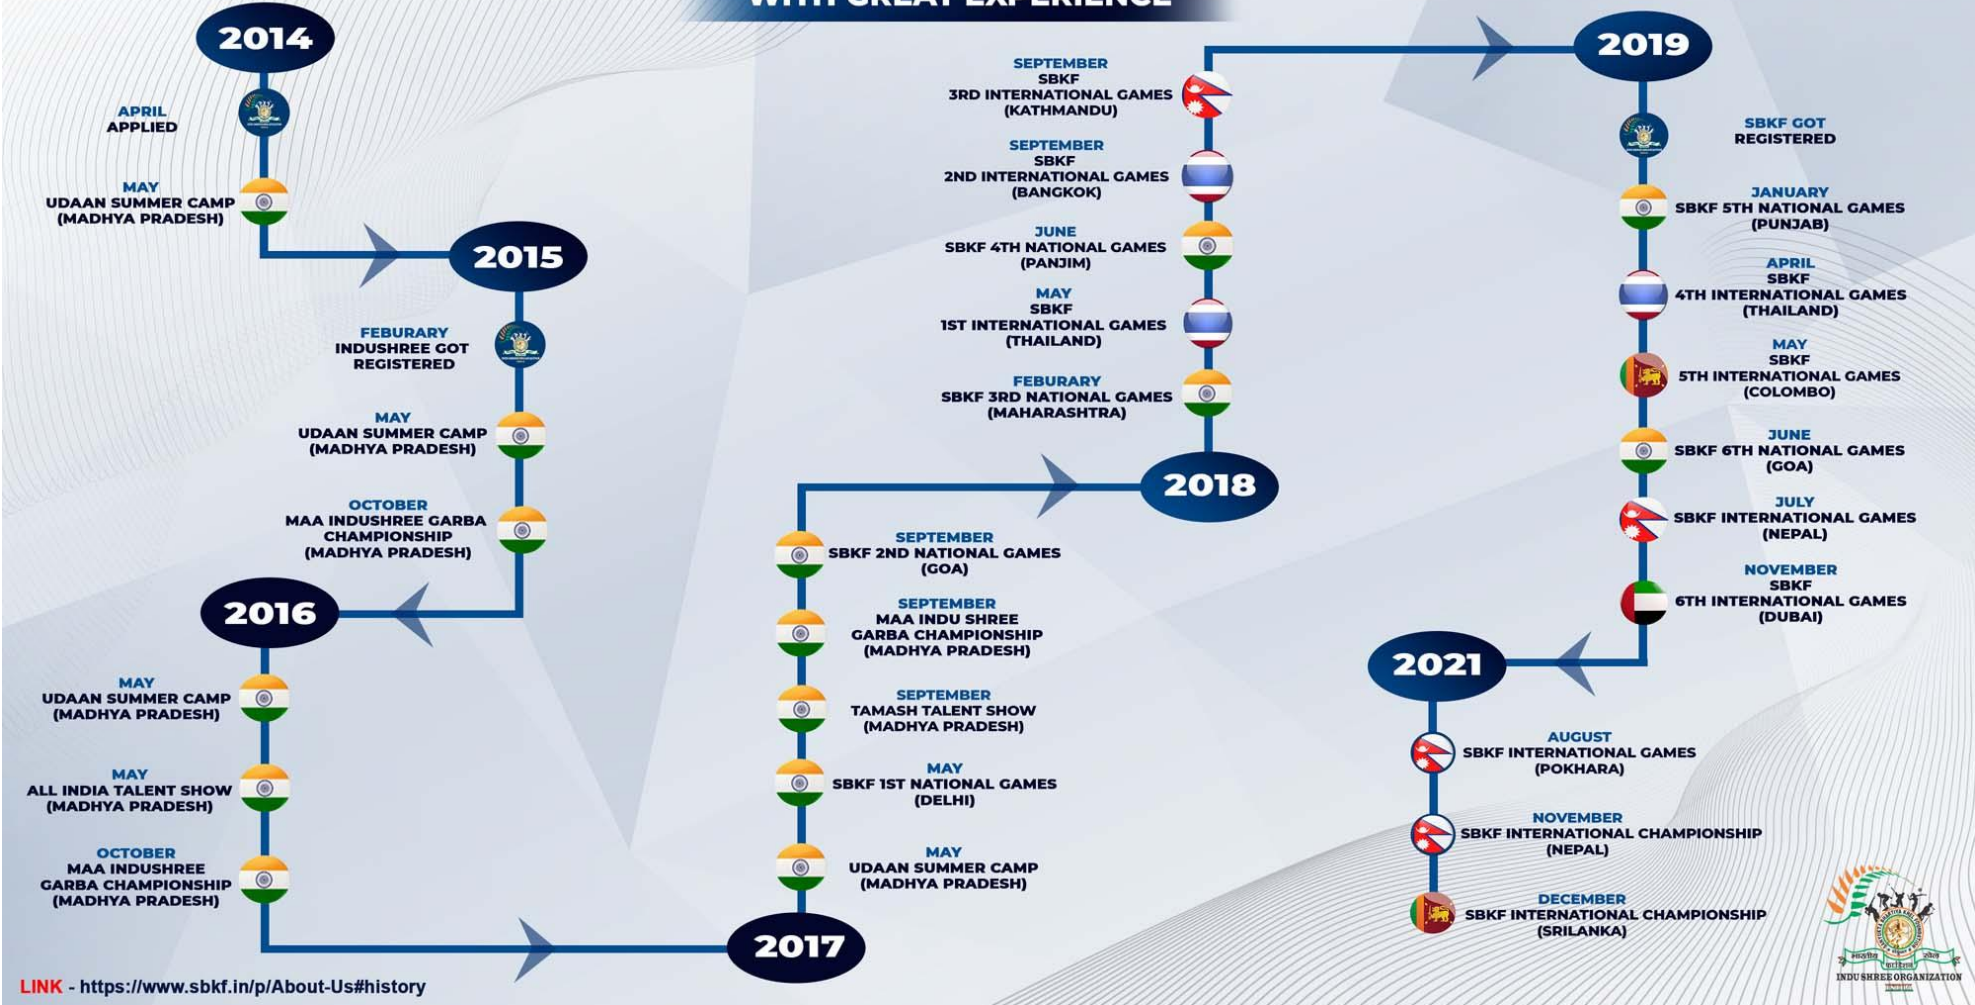 WITH GREAT EXPERIENCE
2014
APRIL
APPLIED
MAY
UDAAN SUMMER CAMP
(MADHYA PRADESH)
2015
FEBURARY
INDUSHREE GOT
REGISTERED
MAY
UDAAN SUMMER CAMP
(MADHYA PRADESH)
OCTOBER
MAA INDUSHREE GARBA
CHAMPIONSHIP
(MADHYA PRADESH)
2016
MAY
UDAAN SUMMER CAMP
(MADHYA PRADESH)
MAY
ALL INDIA TALENT SHOW
(MADHYA PRADESH)
OCTOBER
MAA INDUSHREE
GARBA CHAMPIONSHIP
(MADHYA PRADESH)
2017
MAY
UDAAN SUMMER CAMP
(MADHYA PRADESH)
MAY
SBKF 1ST NATIONAL GAMES
(DELHI)
SEPTEMBER
TAMASH TALENT SHOW
(MADHYA PRADESH)
SEPTEMBER
MAA INDU SHREE
GARBA CHAMPIONSHIP
(MADHYA PRADESH)
SEPTEMBER
SBKF 2ND NATIONAL GAMES
(GOA)
2018
FEBURARY
SBKF 3RD NATIONAL GAMES
(MAHARASHTRA)
MAY
SBKF
1ST INTERNATIONAL GAMES
(THAILAND)
JUNE
SBKF 4TH NATIONAL GAMES
(PANJIM)
SEPTEMBER
SBKF
2ND INTERNATIONAL GAMES
(BANGKOK)
SEPTEMBER
SBKF
3RD INTERNATIONAL GAMES
(KATHMANDU)
2019
SBKF GOT
REGISTERED
JANUARY
SBKF 5TH NATIONAL GAMES
(PUNJAB)
APRIL
SBKF
4TH INTERNATIONAL GAMES
(THAILAND)
MAY
SBKF
5TH INTERNATIONAL GAMES
(COLOMBO)
JUNE
SBKF 6TH NATIONAL GAMES
(GOA)
JULY
SBKF INTERNATIONAL GAMES
(NEPAL)
NOVEMBER
SBKF
6TH INTERNATIONAL GAMES
(DUBAI)
2021
AUGUST
SBKF INTERNATIONAL GAMES
(POKHARA)
NOVEMBER
SBKF INTERNATIONAL CHAMPIONSHIP
(NEPAL)
DECEMBER
SBKF INTERNATIONAL CHAMPIONSHIP
(SRILANKA)
INDU SHREE ORGANIZATION
LINK - https://www.sbkf.in/p/About-Us#history